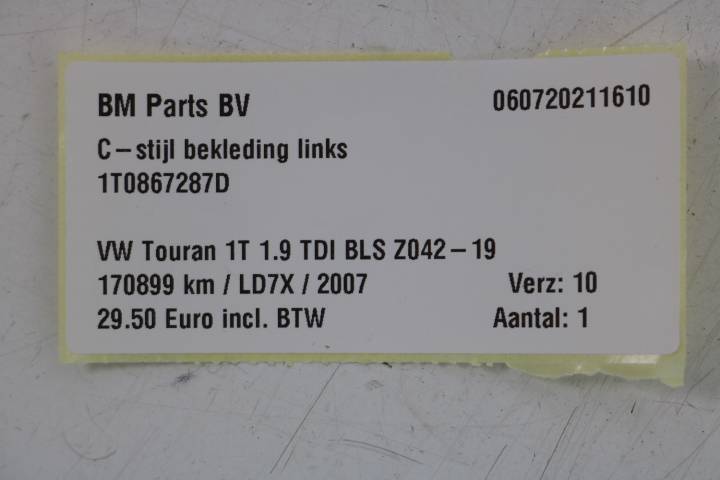 BM Parts BV 060720211610
C-stijl bekleding links
1T0867287D
VW Touran 1T 1.9 TDI BLS Z042-19
170899 km / LD7X / 2007 Verz: 10
29.50 Euro incl. BTW Aantal: 1